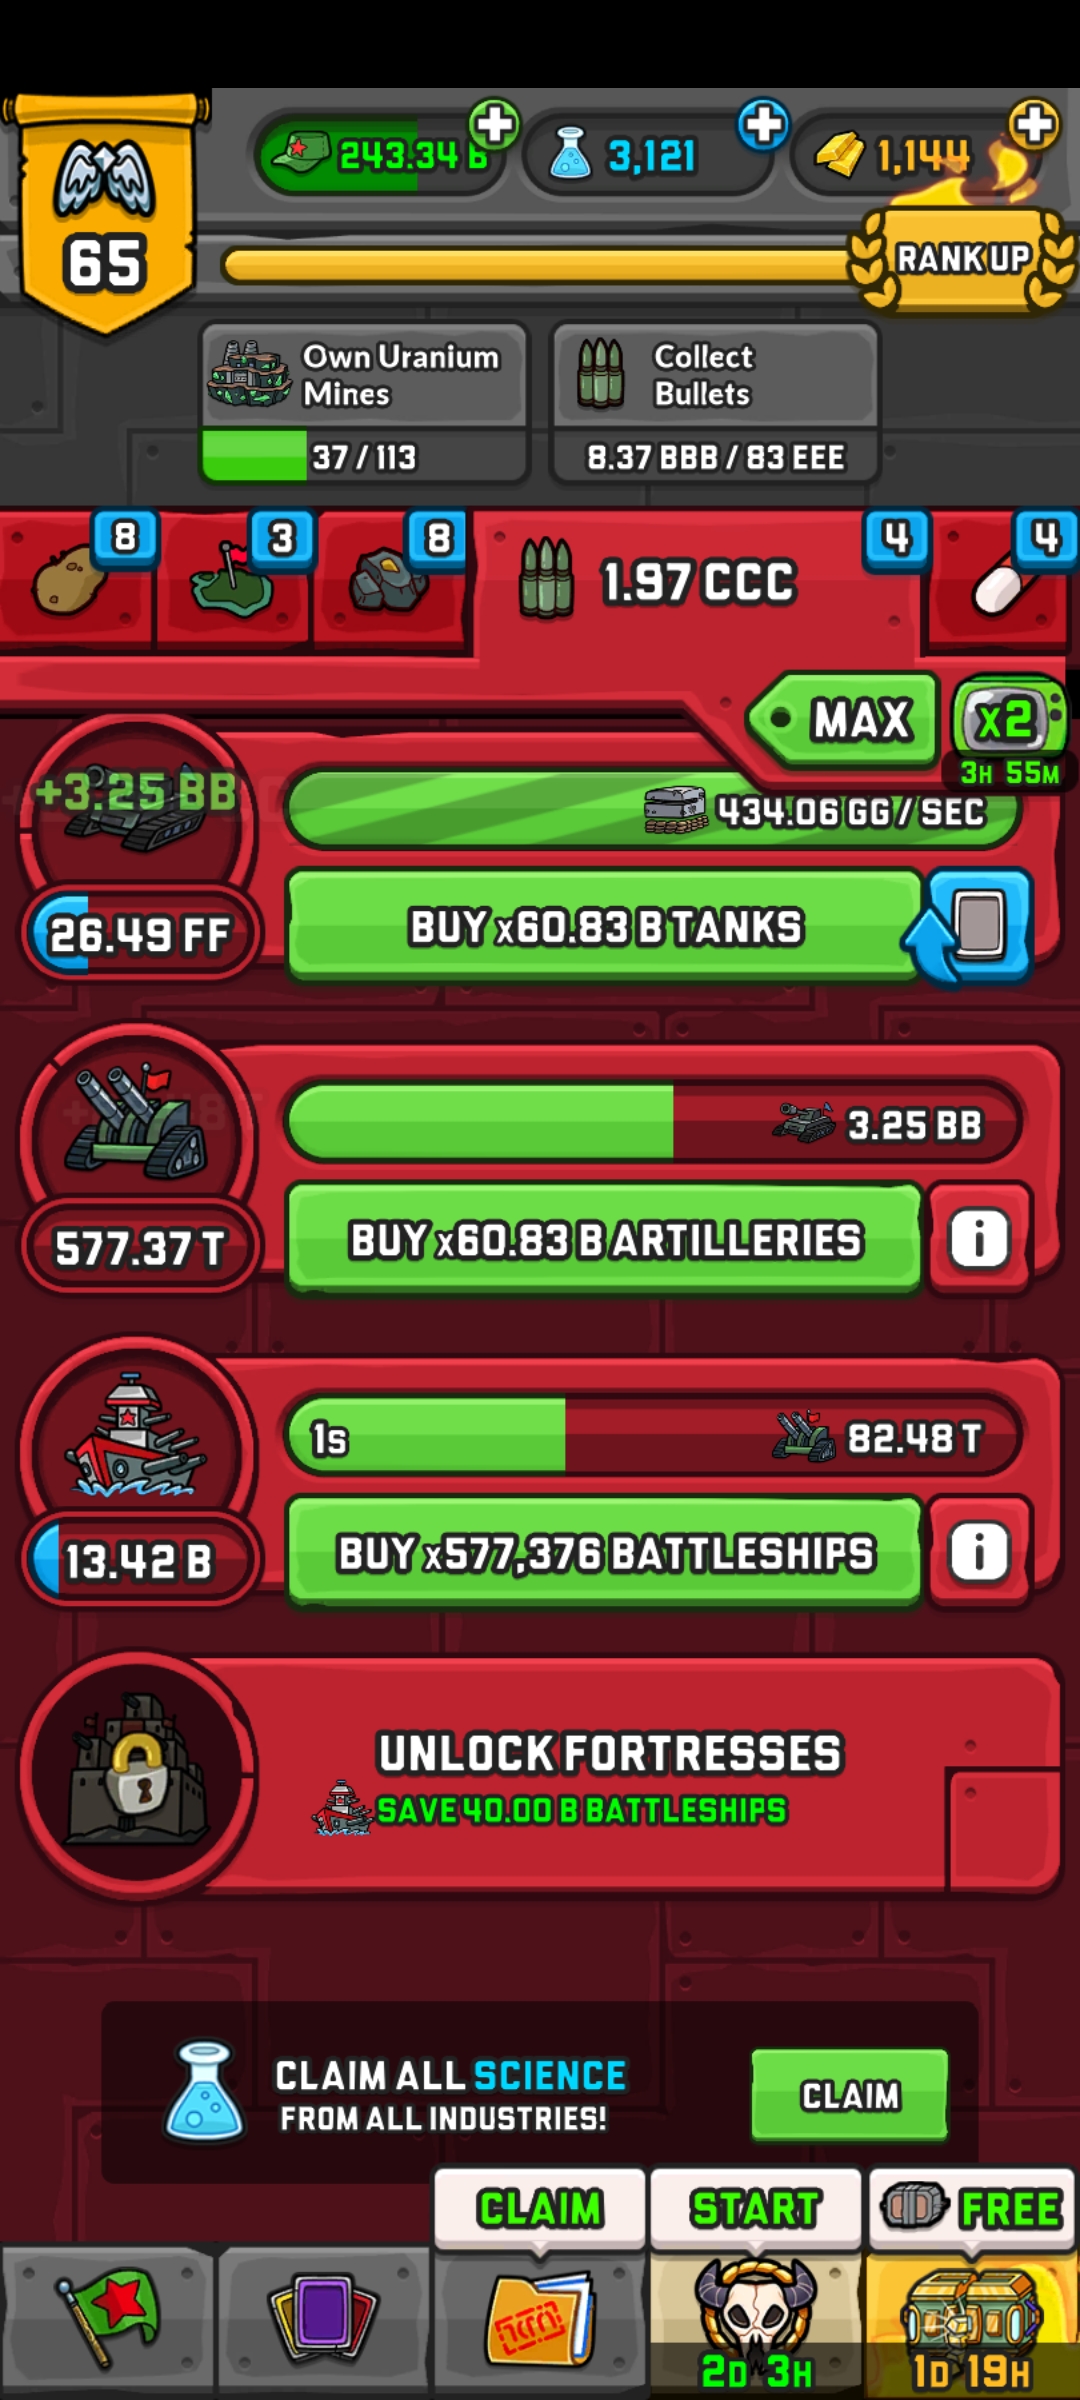 243.34 B
3,121
1,144
65
RANK UP
Own Uranium
Mines
37 / 113
Collect
Bullets
8.37 BBB / 83 EEE
8
3
8
1.97 CCC
4
4
MAX
x2
3H 55M
+3.25 BB
434.06 GG / SEC
26.49 FF
BUY x60.83 B TANKS
3.25 BB
577.37 T
BUY x60.83 B ARTILLERIES
i
1s
82.48 T
13.42 B
BUY x577,376 BATTLESHIPS
i
UNLOCK FORTRESSES
SAVE 40.00 B BATTLESHIPS
CLAIM ALL SCIENCE
FROM ALL INDUSTRIES!
CLAIM
CLAIM
START
FREE
2D 3H
1D 19H